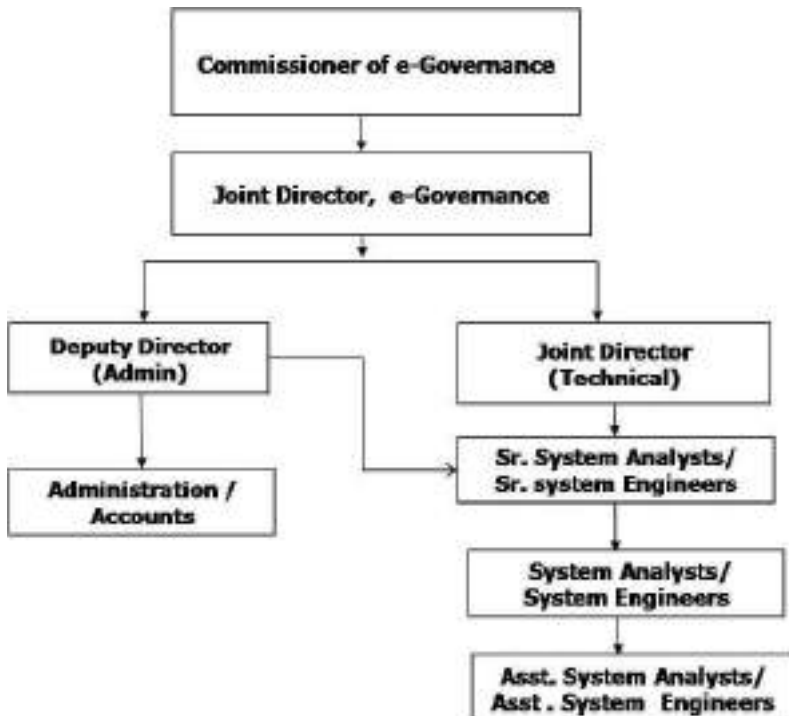 Commissioner of e-Governance
Joint Director, e-Governance
Deputy Director
(Admin)
Joint Director
(Technical)
Administration /
Accounts
Sr. System Analysts/
Sr. system Engineers
System Analysts/
System Engineers
Asst. System Analysts/
Asst . System Engineers